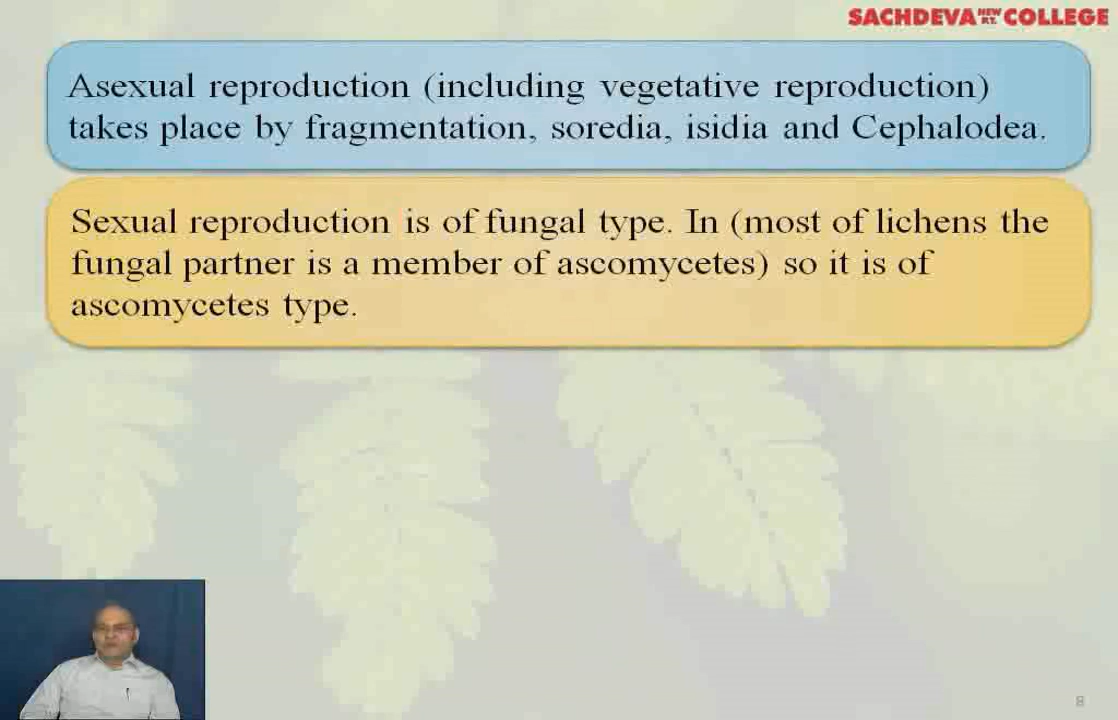 SACHDEVA NEW P.T. COLLEGE
Asexual reproduction (including vegetative reproduction)
takes place by fragmentation, soredia, isidia and Cephalodea.
Sexual reproduction is of fungal type. In (most of lichens the
fungal partner is a member of ascomycetes) so it is of
ascomycetes type.
8